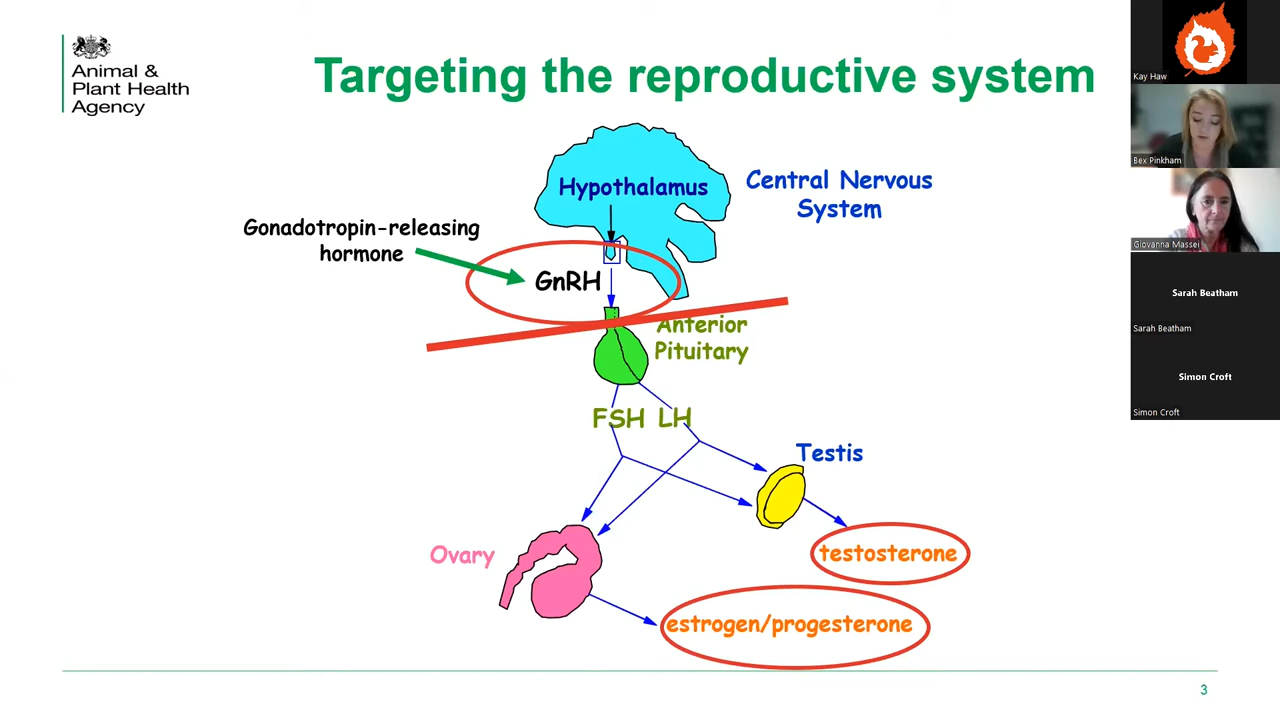 Animal &
Plant Health
Agency
Targeting the reproductive system
Hypothalamus
Central Nervous
System
Gonadotropin-releasing
hormone
GnRH
Anterior
Pituitary
FSH LH
Testis
Ovary
testosterone
estrogen/progesterone
3
Kay Haw
Bex Pinkham
Giovanna Massei
Sarah Beatham
Sarah Beatham
Simon Croft
Simon Croft